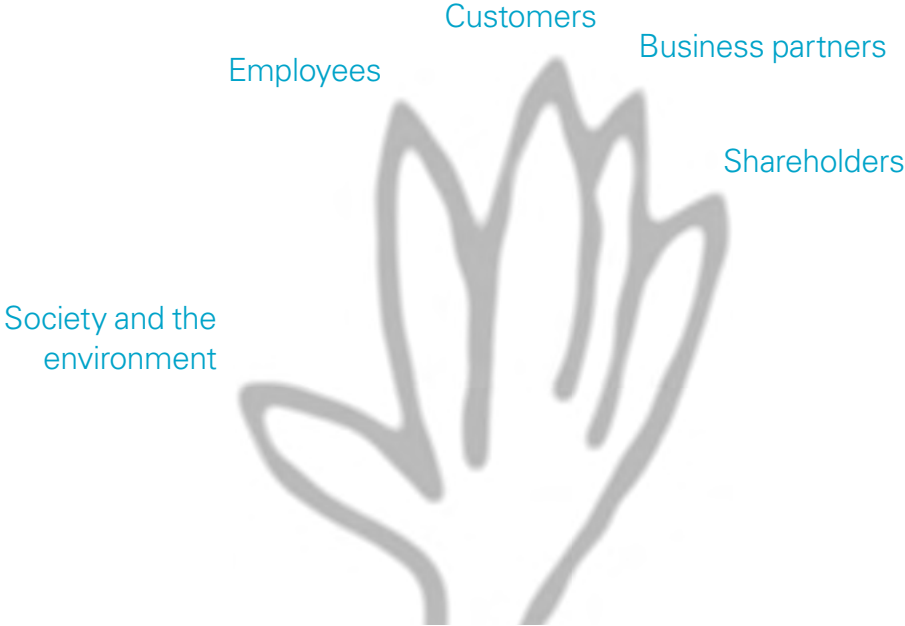 Customers
Business partners
Employees
Shareholders
Society and the
environment